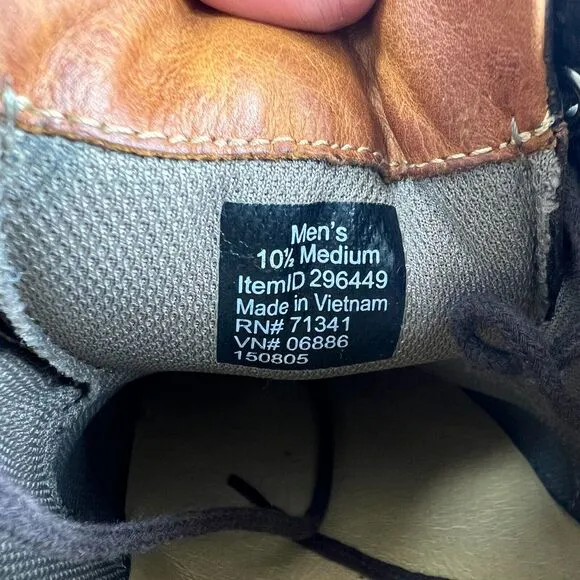 Men's
10½ Medium
ItemID 296449
Made in Vietnam
RN# 71341
VN# 06886
150805